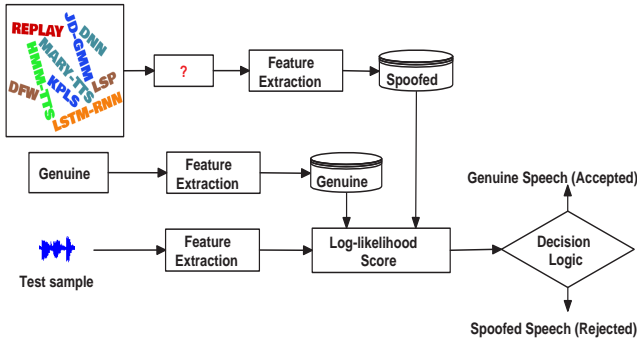 REPLAY
JD-GMM
DNN
HMM-TTS
MARY-TTS
KPLS
DFW
LSP
LSTM-RNN
?
Feature
Extraction
Spoofed
Genuine
Feature
Extraction
Genuine
Genuine Speech (Accepted)
Test sample
Feature
Extraction
Log-likelihood
Score
Decision
Logic
Spoofed Speech (Rejected)